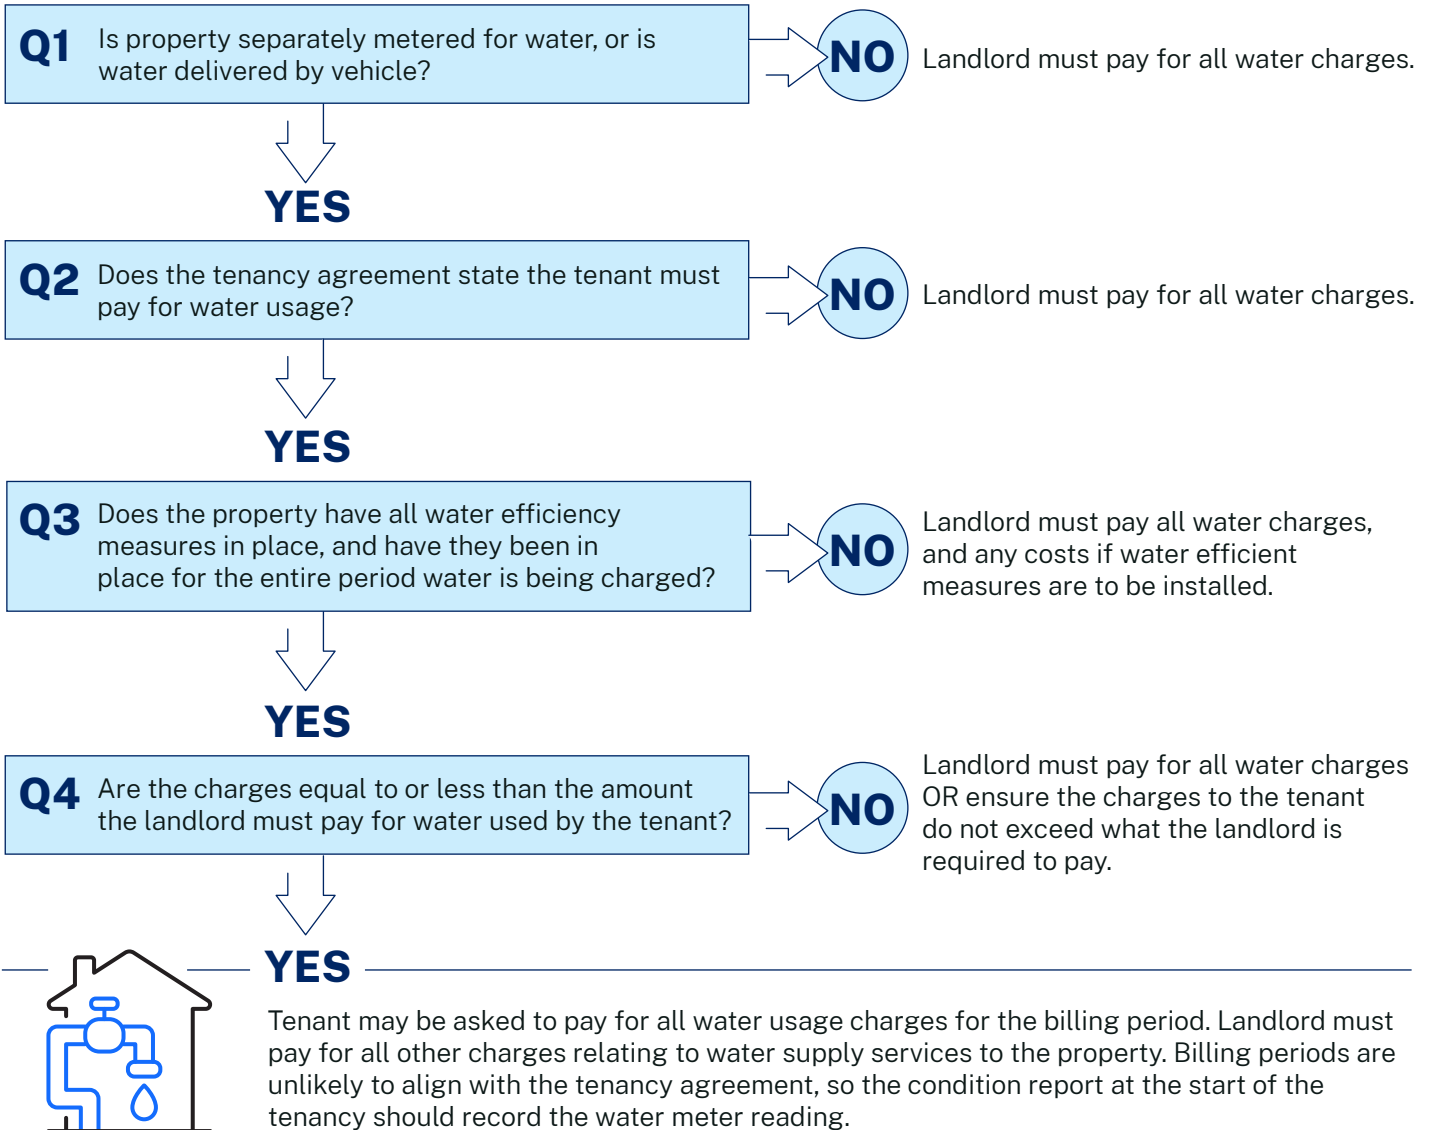 Q1 Is property separately metered for water, or is
water delivered by vehicle?
NO
Landlord must pay for all water charges.
YES
Q2 Does the tenancy agreement state the tenant must
pay for water usage?
NO
Landlord must pay for all water charges.
YES
Q3 Does the property have all water efficiency
measures in place, and have they been in
place for the entire period water is being charged?
NO
Landlord must pay all water charges,
and any costs if water efficient
measures are to be installed.
YES
Q4 Are the charges equal to or less than the amount
the landlord must pay for water used by the tenant?
NO
Landlord must pay for all water charges
OR ensure the charges to the tenant
do not exceed what the landlord is
required to pay.
YES
Tenant may be asked to pay for all water usage charges for the billing period. Landlord must
pay for all other charges relating to water supply services to the property. Billing periods are
unlikely to align with the tenancy agreement, so the condition report at the start of the
tenancy should record the water meter reading.